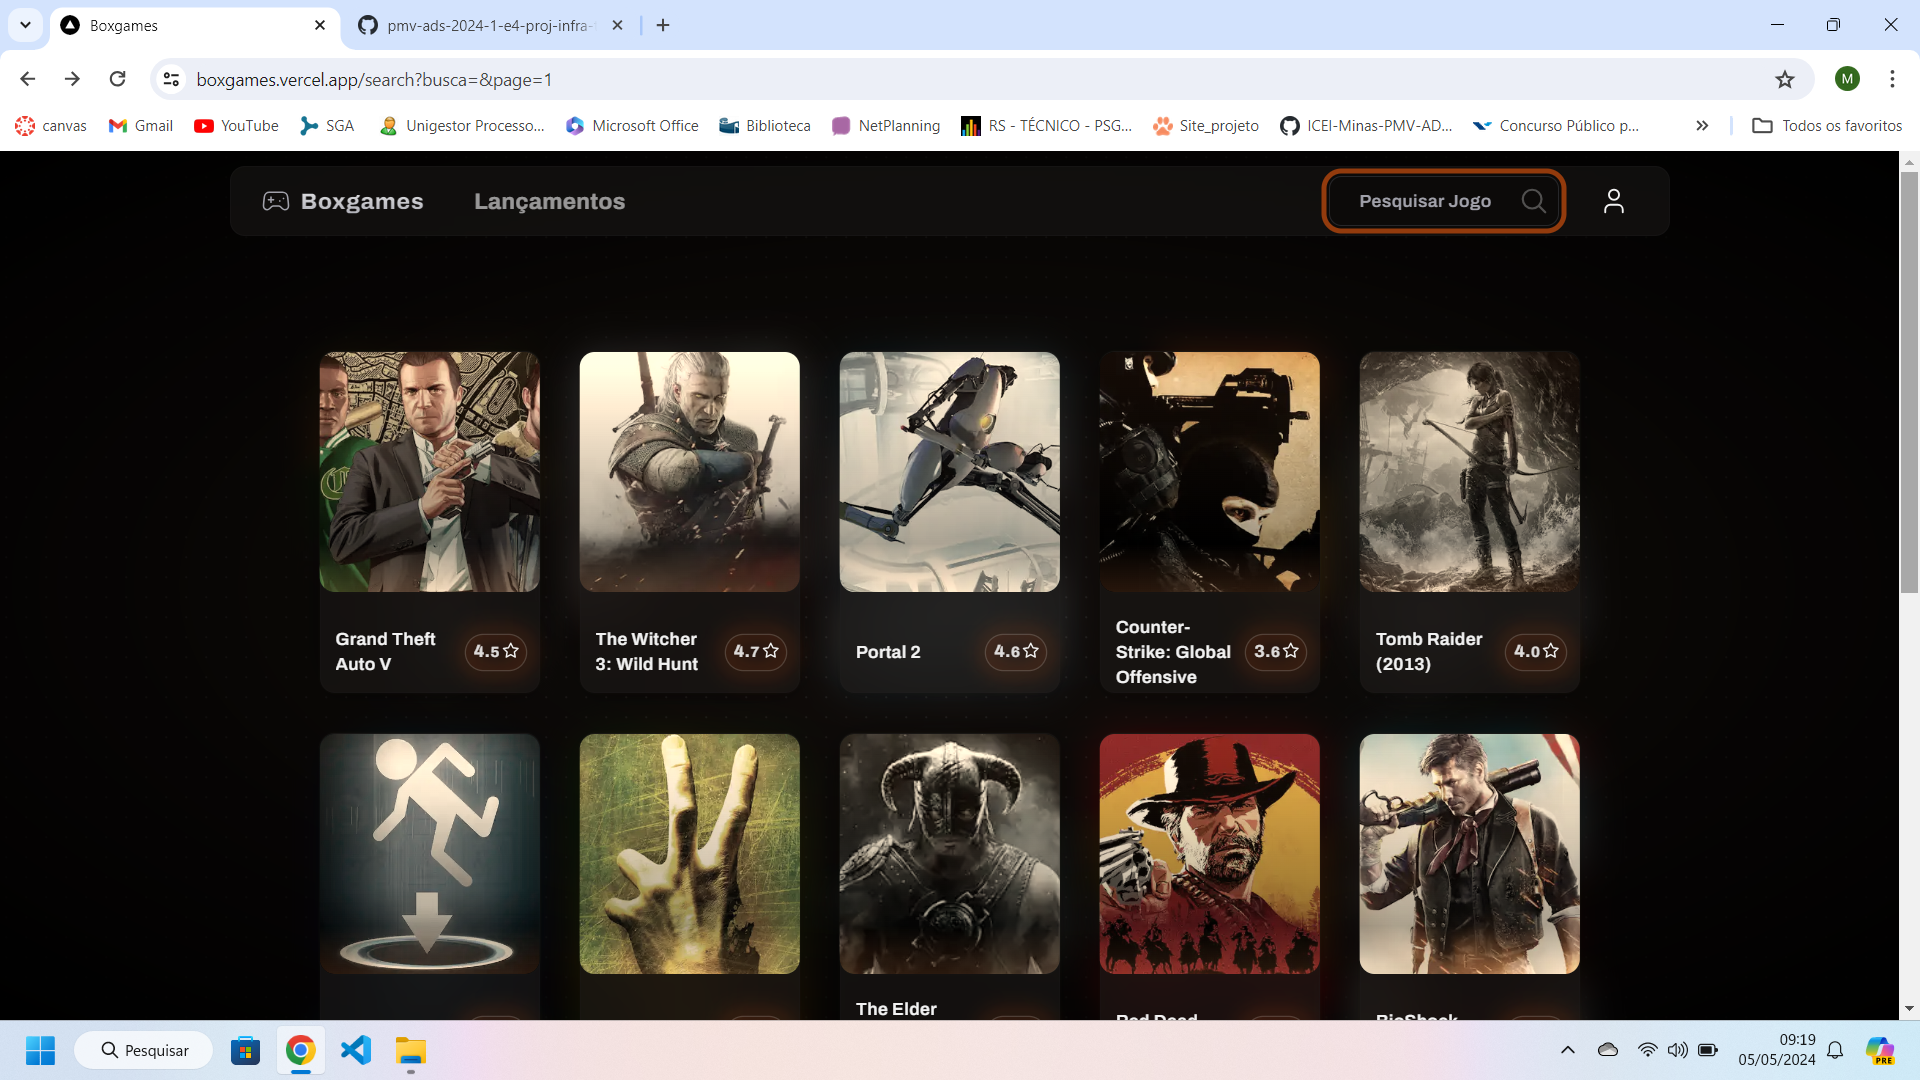 Boxgames
pmv-ads-2024-1-e4-proj-infra-
boxgames.vercel.app/search?busca=&page=1
M
canvas
Gmail
YouTube
SGA
Unigestor Processo...
Microsoft Office
Biblioteca
NetPlanning
RS - TÉCNICO - PSG...
Site_projeto
ICEI-Minas-PMV-AD...
Concurso Público p...
Todos os favoritos
Boxgames
Lançamentos
Pesquisar Jogo
Grand Theft
Auto V
4.5
The Witcher
3: Wild Hunt
4.7
Portal 2
4.6
Counter-
Strike: Global
Offensive
3.6
Tomb Raider
(2013)
4.0
The Elder
Red Dead
BioShock
Pesquisar
09:19
05/05/2024
PRE